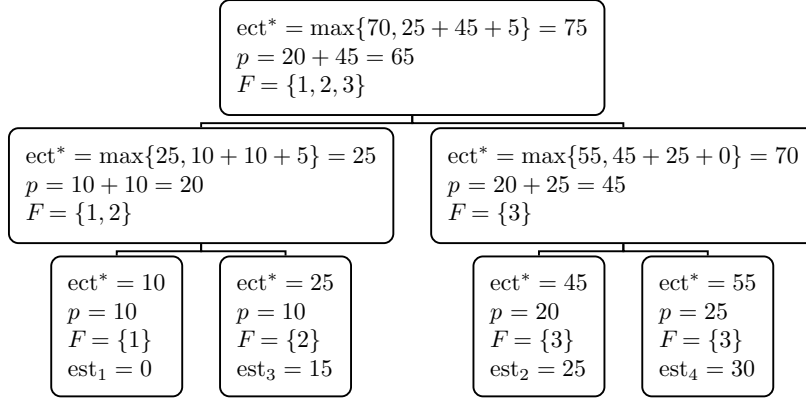 ect* = max{70, 25 + 45 + 5} = 75
p = 20 + 45 = 65
F = {1, 2, 3}
ect* = max{25, 10 + 10 + 5} = 25
p = 10 + 10 = 20
F = {1, 2}
ect* = max{55, 45 + 25 + 0} = 70
p = 20 + 25 = 45
F = {3}
ect* = 10
p = 10
F = {1}
est₁ = 0
ect* = 25
p = 10
F = {2}
est₃ = 15
ect* = 45
p = 20
F = {3}
est₂ = 25
ect* = 55
p = 25
F = {3}
est₄ = 30